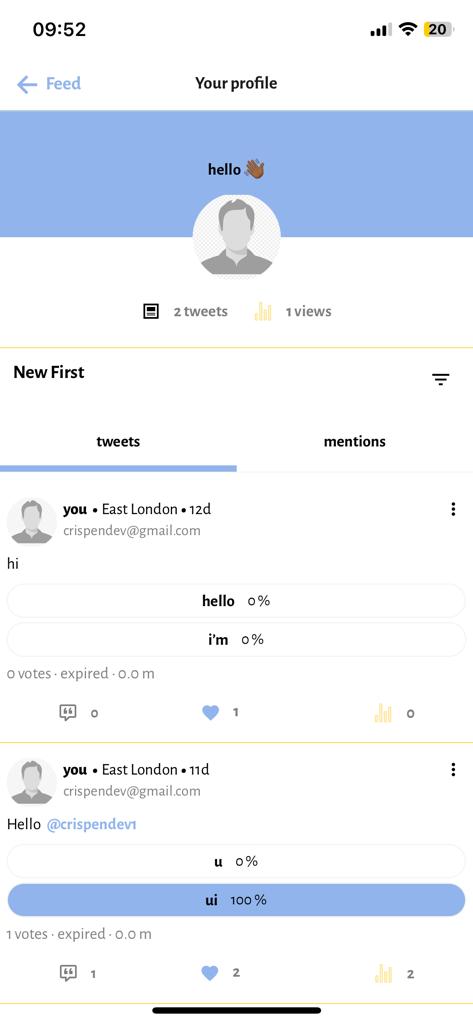 09:52 20
Feed Your profile
hello 👋🏾
2 tweets 1 views
New First
tweets mentions
you • East London • 12d
crispendev@gmail.com
hi
hello 0%
i'm 0%
0 votes · expired · 0.0 m
0 1 0
you • East London • 11d
crispendev@gmail.com
Hello @crispendev1
u 0%
ui 100%
1 votes · expired · 0.0 m
1 2 2